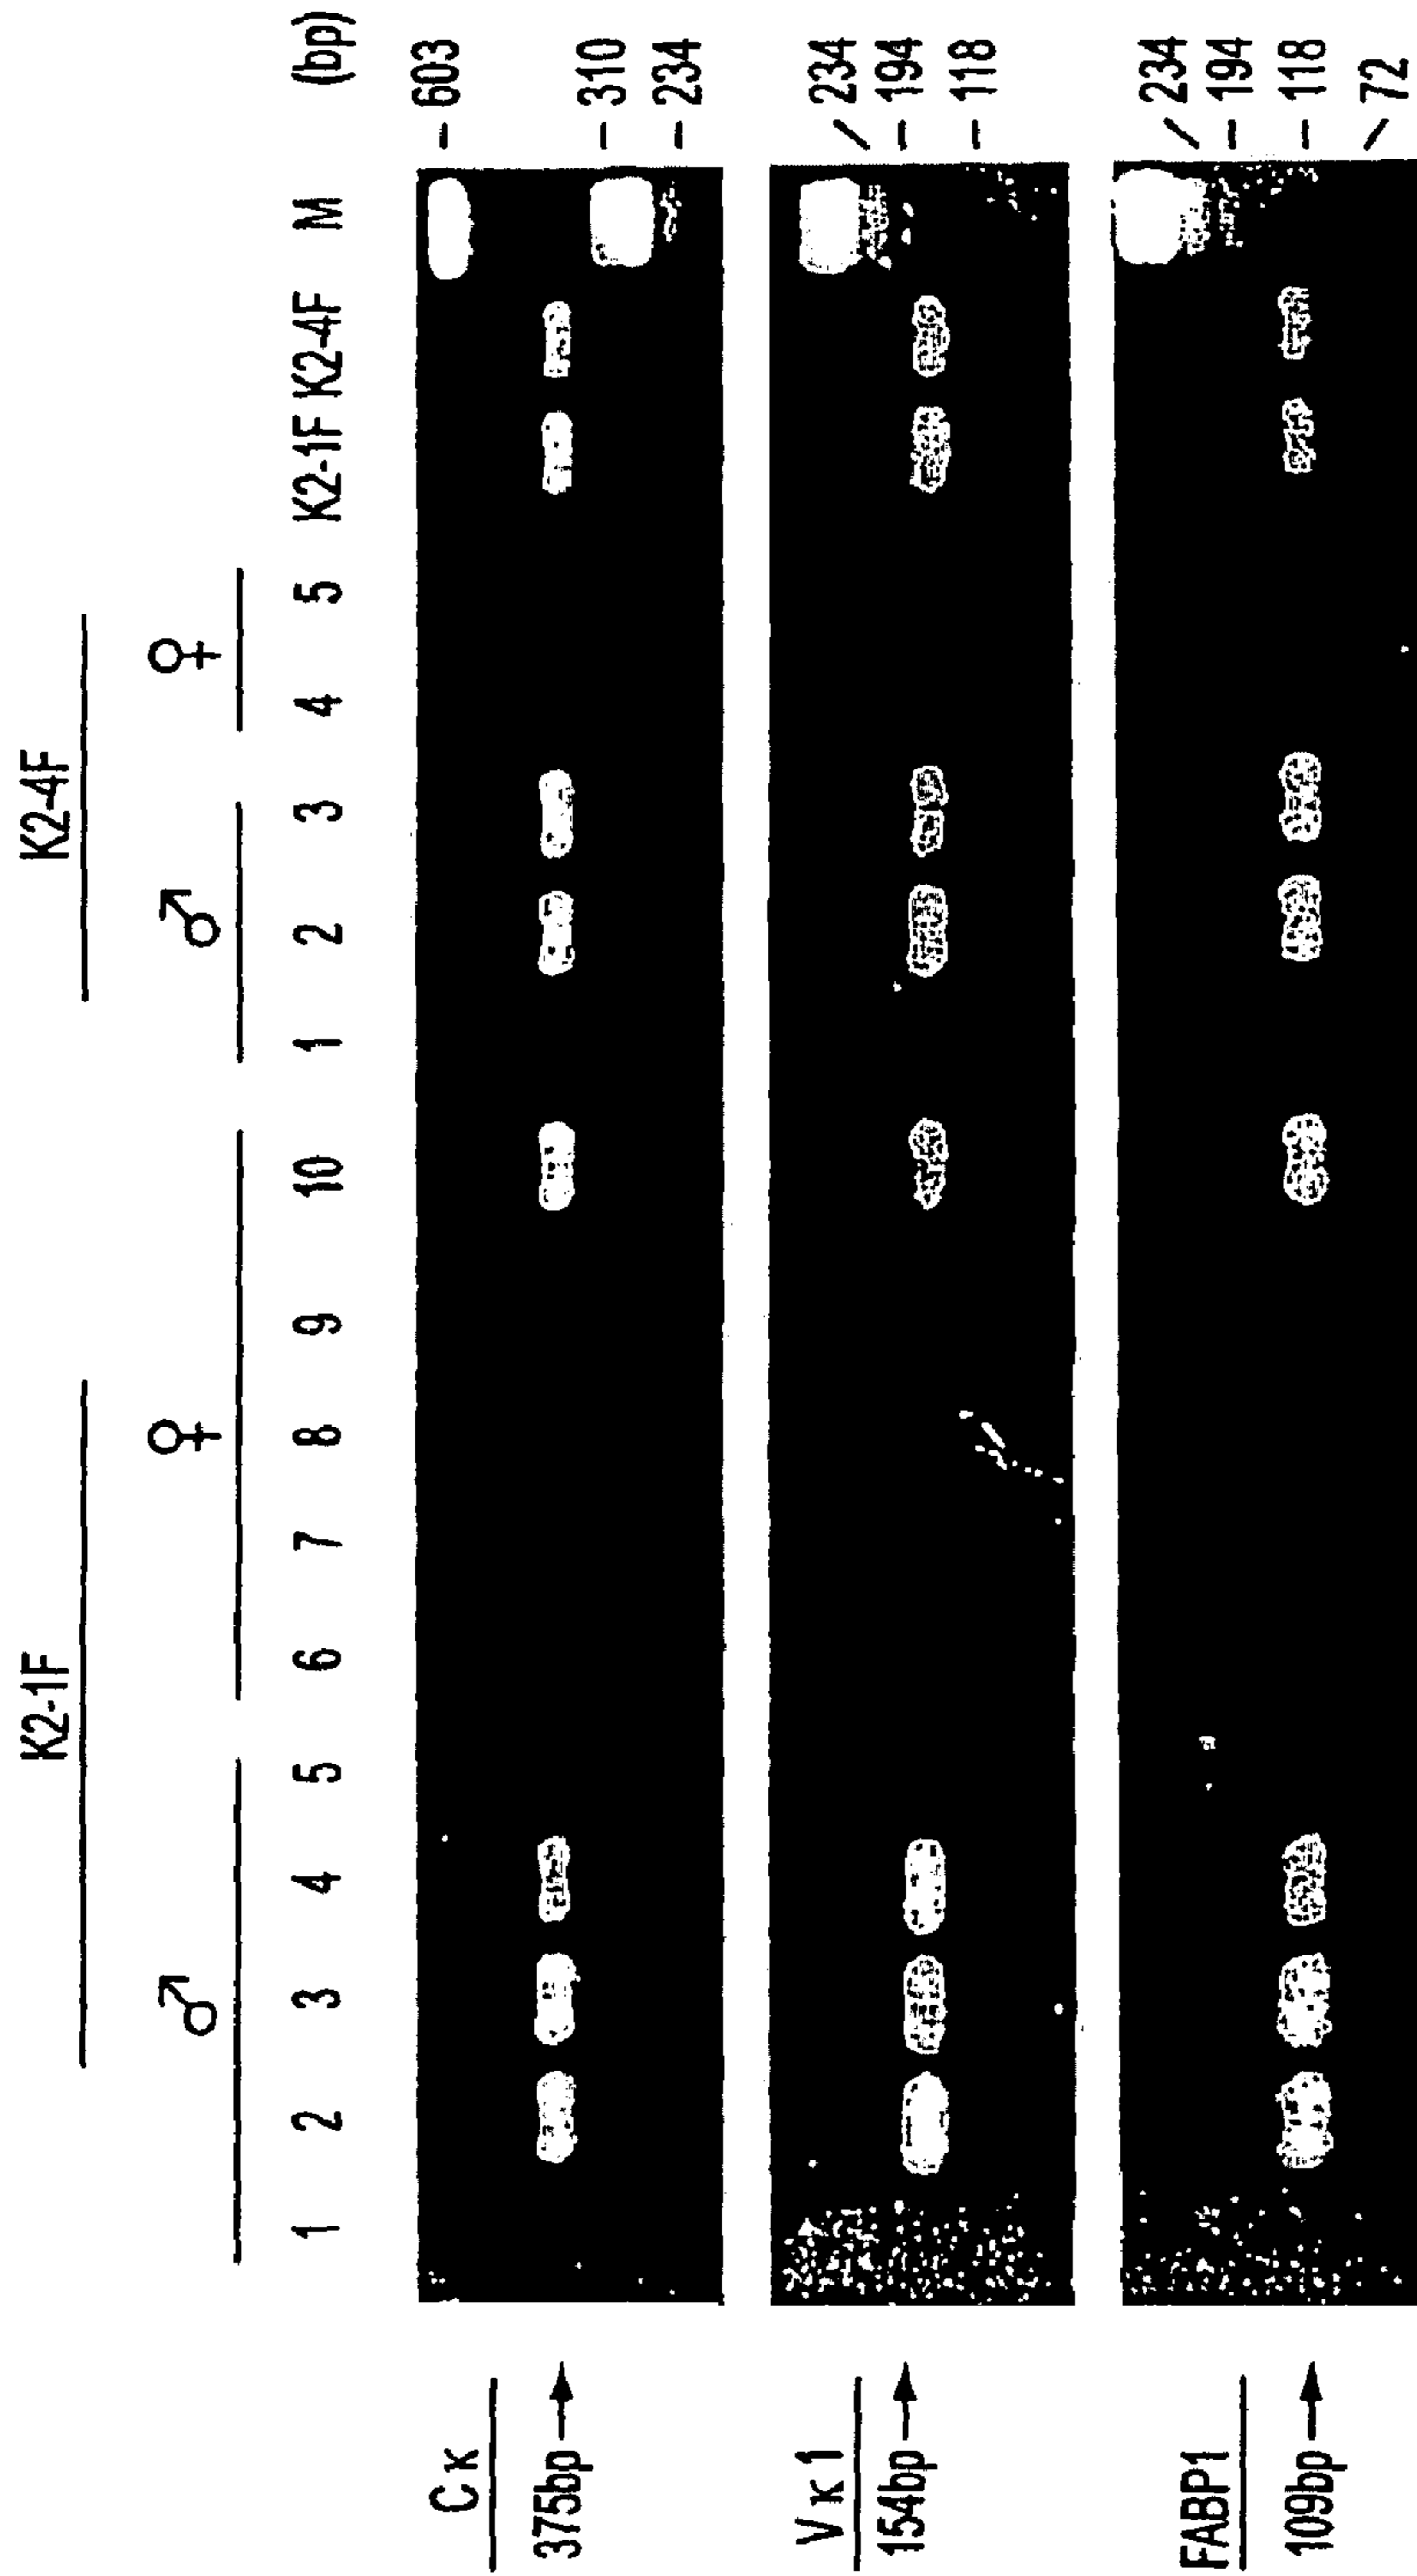 K2-1F K2-4F
♂ ♀ ♂ ♀
1 2 3 4 5 6 7 8 9 10 1 2 3 4 5 K2-1F K2-4F M (bp)
Cκ
375bp→
- 603
- 310
- 234
Vκ1
154bp→
/ 234
- 194
- 118
FABP1
109bp→
/ 234
- 194
- 118
\ 72